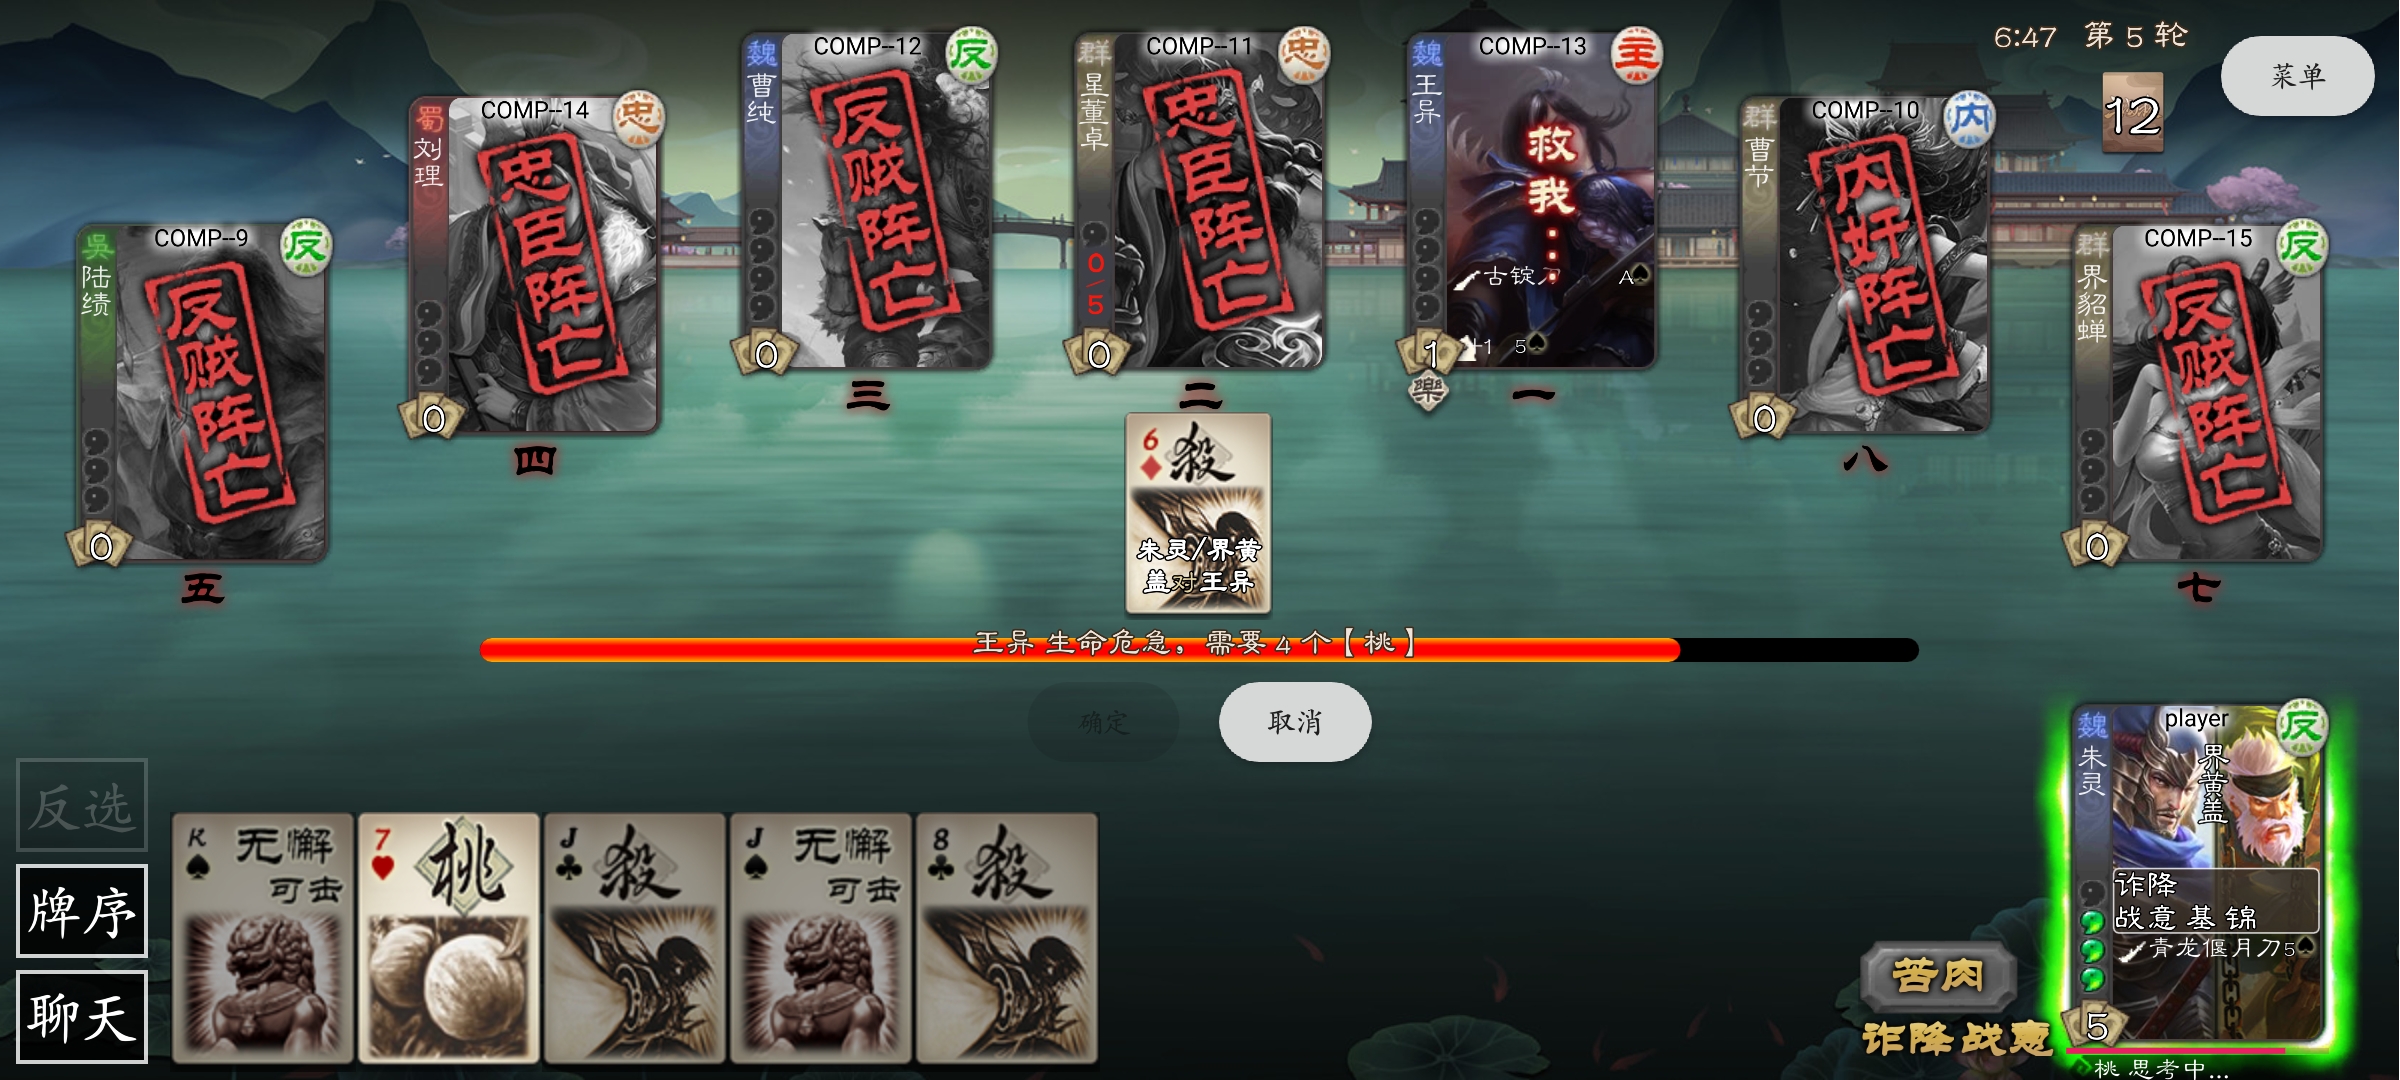 6:47 第 5 轮
菜单
12
COMP--12
反
魏
曹纯
反贼阵亡
0
三
COMP--11
忠
群
星董卓
0/5
忠臣阵亡
0
二
COMP--13
主
魏
王异
救我……
古锭刀 A♠
+1 5♠
1
樂
一
COMP--14
忠
蜀
刘理
忠臣阵亡
0
四
COMP--10
内
群
曹节
内奸阵亡
0
八
COMP--9
反
吳
陆绩
反贼阵亡
0
五
COMP--15
反
群
界貂蝉
反贼阵亡
0
七
6♦ 殺
朱灵/界黄
盖对王异
王异 生命危急，需要4个【桃】
确定
取消
反选
牌序
聊天
K♠ 无懈可击
7♥ 桃
J♣ 殺
J♠ 无懈可击
8♣ 殺
player
反
魏
朱灵
界黄盖
诈降
战意 基 锦
青龙偃月刀5♠
5
苦肉
诈降 战意
桃 思考中...